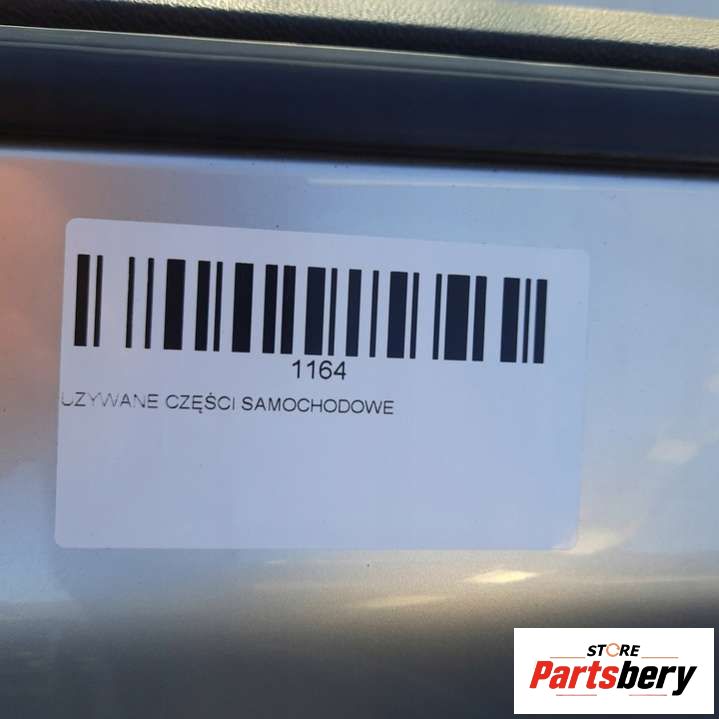 1164
UZYWANE CZĘŚCI SAMOCHODOWE
STORE
Partsbery